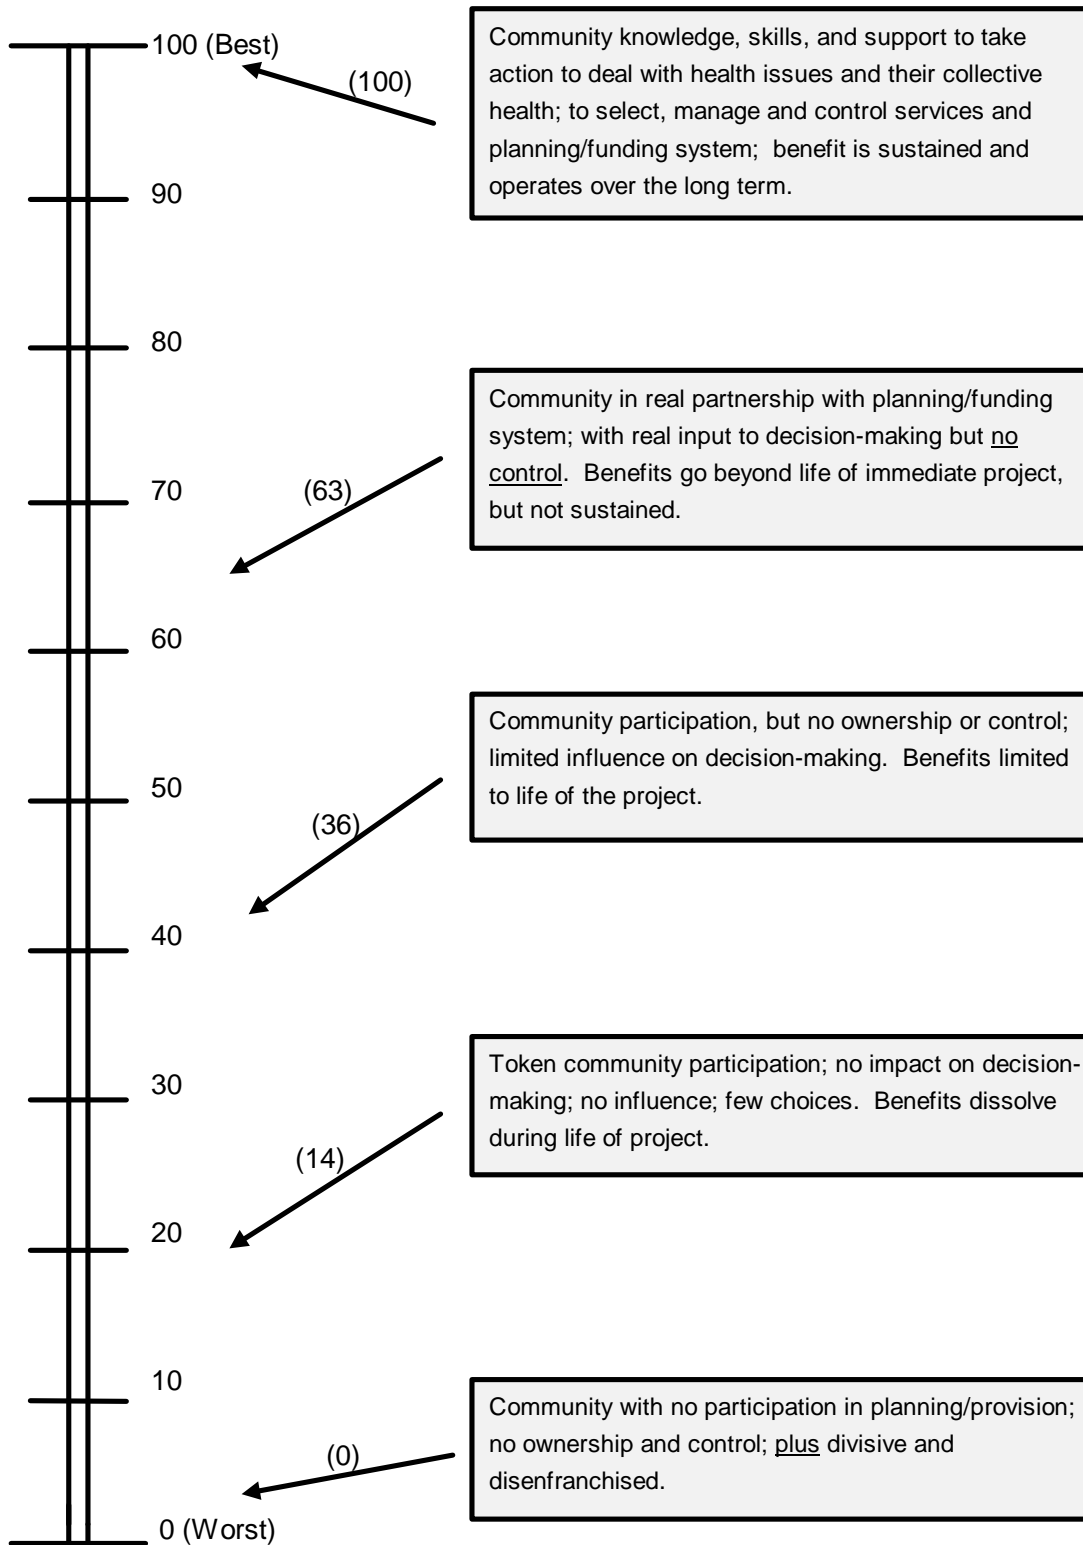 100 (Best)
(100)
Community knowledge, skills, and support to take
action to deal with health issues and their collective
health; to select, manage and control services and
planning/funding system;  benefit is sustained and
operates over the long term.
90
80
Community in real partnership with planning/funding
system; with real input to decision-making but no
control.  Benefits go beyond life of immediate project,
but not sustained.
(63)
70
60
Community participation, but no ownership or control;
limited influence on decision-making.  Benefits limited
to life of the project.
50
(36)
40
Token community participation; no impact on decision-
making; no influence; few choices.  Benefits dissolve
during life of project.
30
(14)
20
10
Community with no participation in planning/provision;
no ownership and control; plus divisive and
disenfranchised.
(0)
0 (Worst)